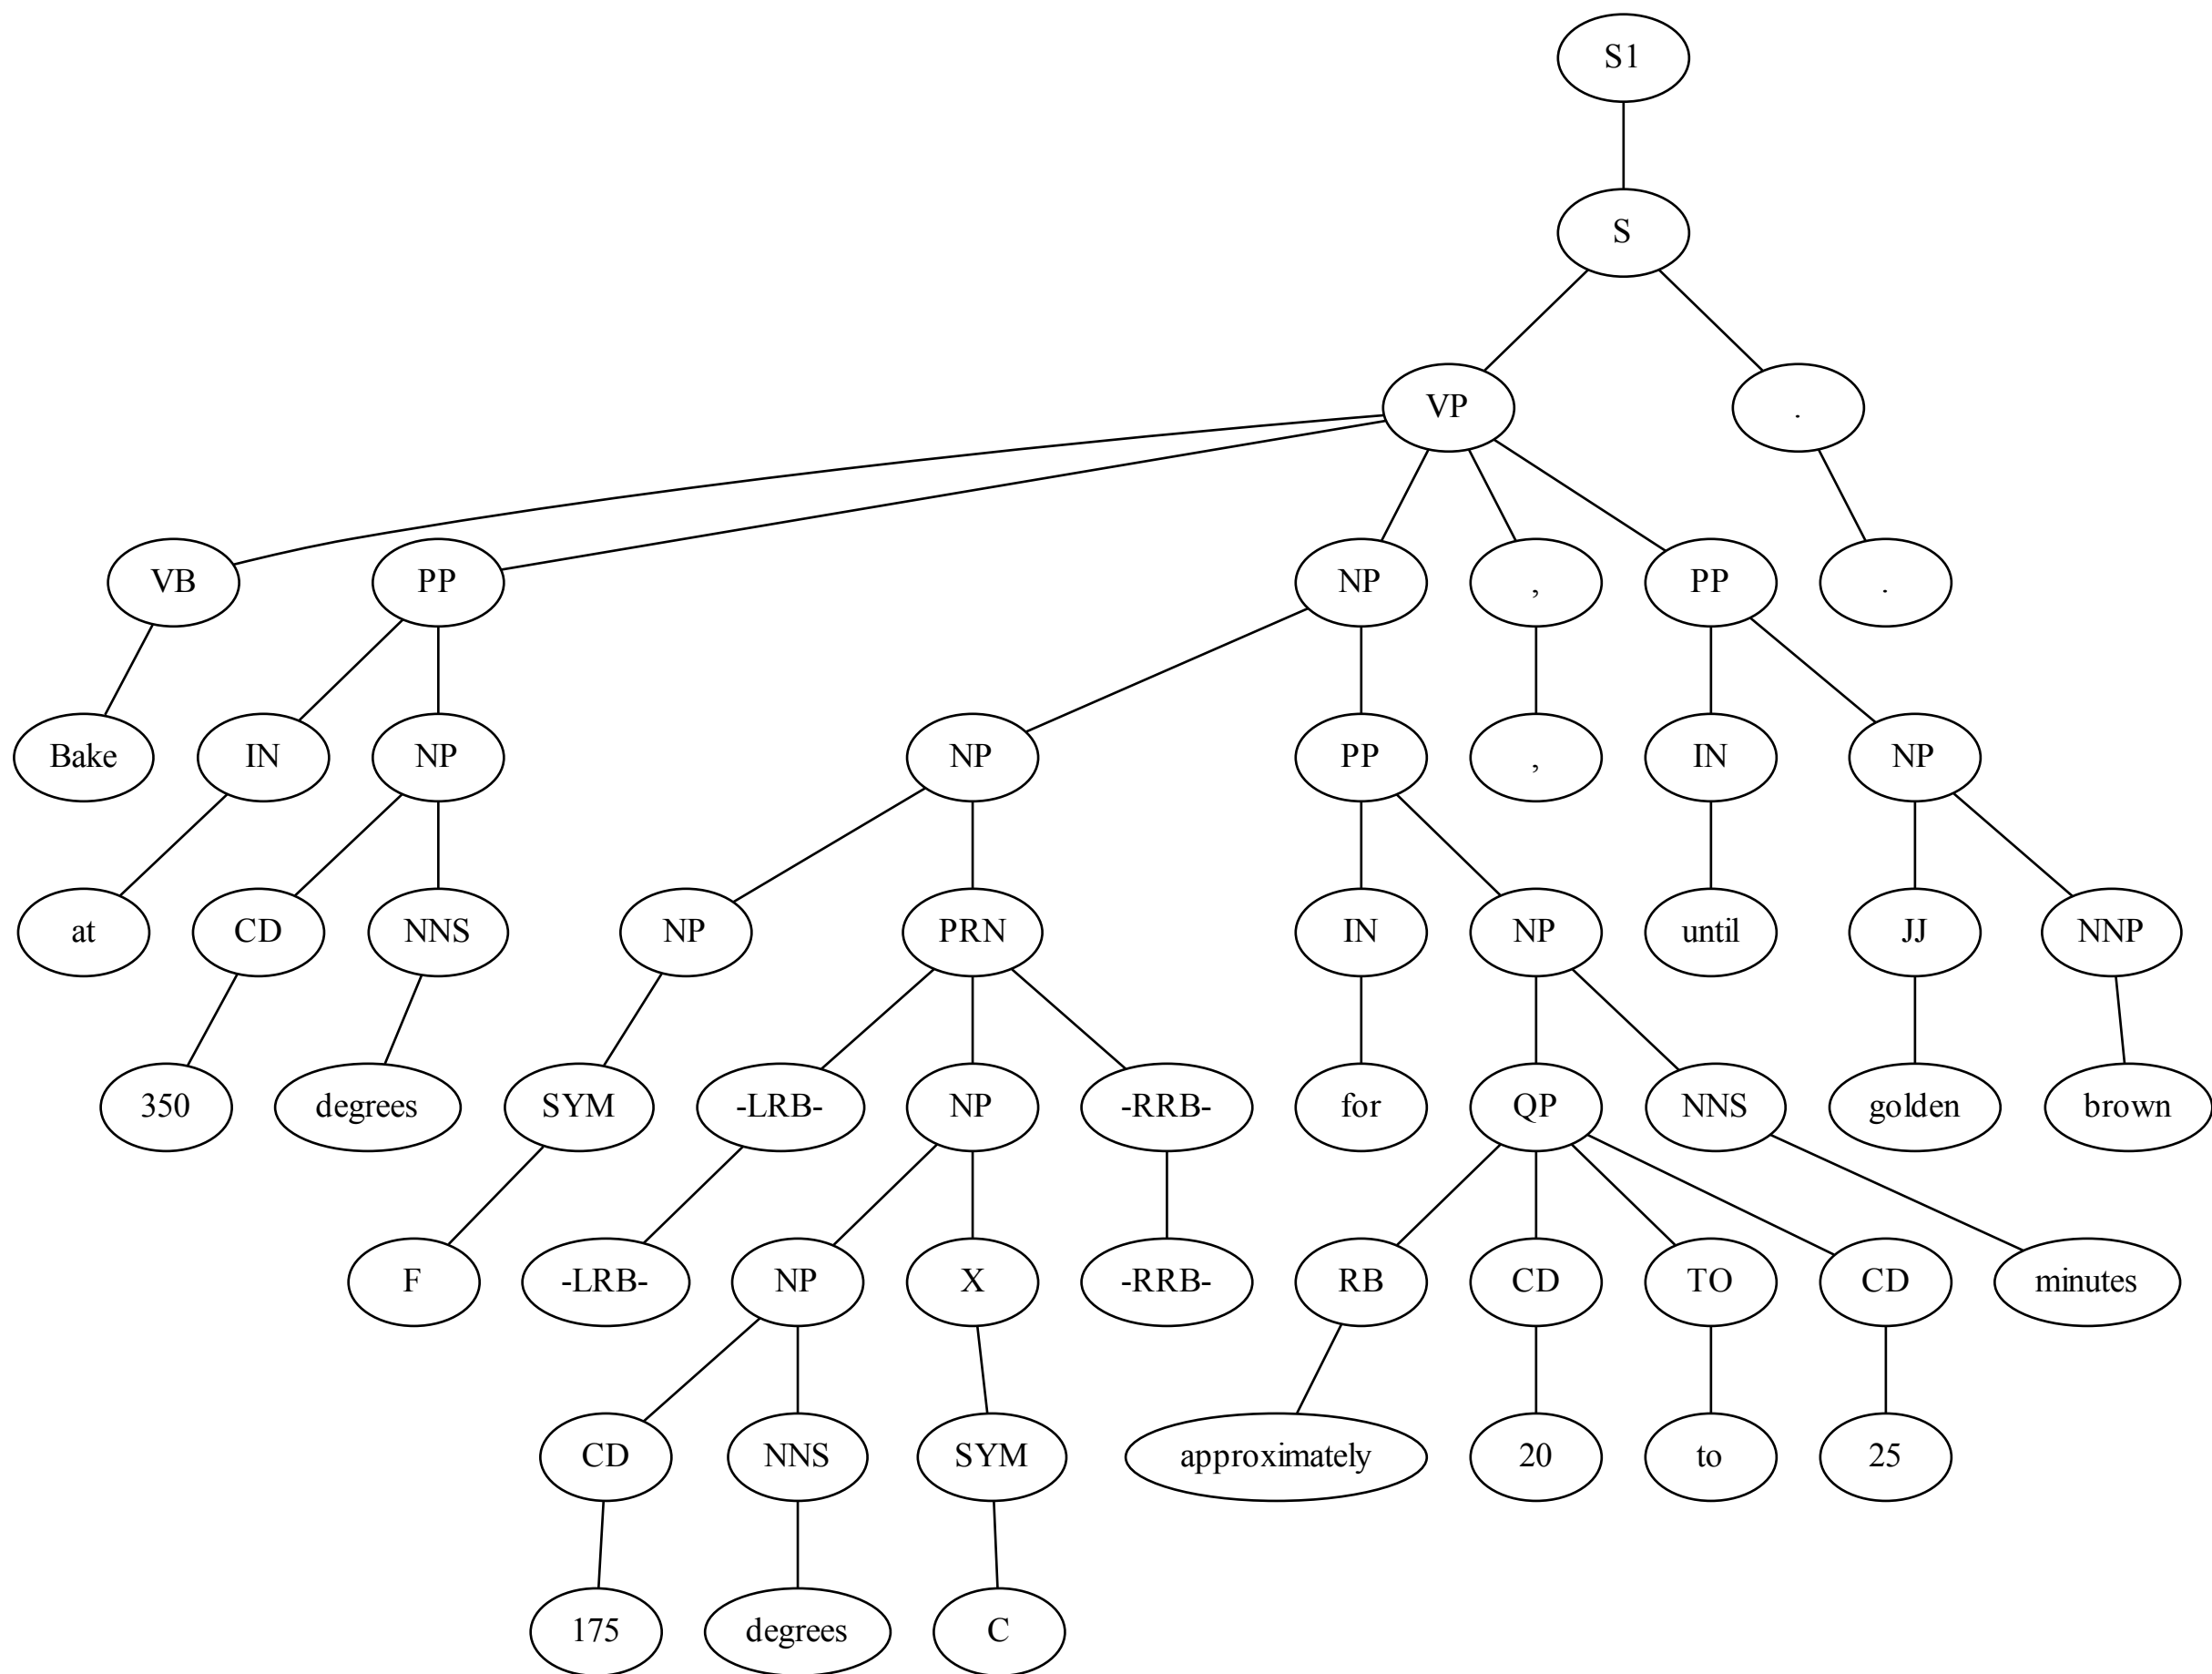 S1
S
VP .
VB PP NP , PP .
Bake IN NP NP PP , IN NP
at CD NNS NP PRN IN NP until JJ NNP
350 degrees SYM -LRB- NP -RRB- for QP NNS golden brown
F -LRB- NP X -RRB- RB CD TO CD minutes
CD NNS SYM approximately 20 to 25
175 degrees C